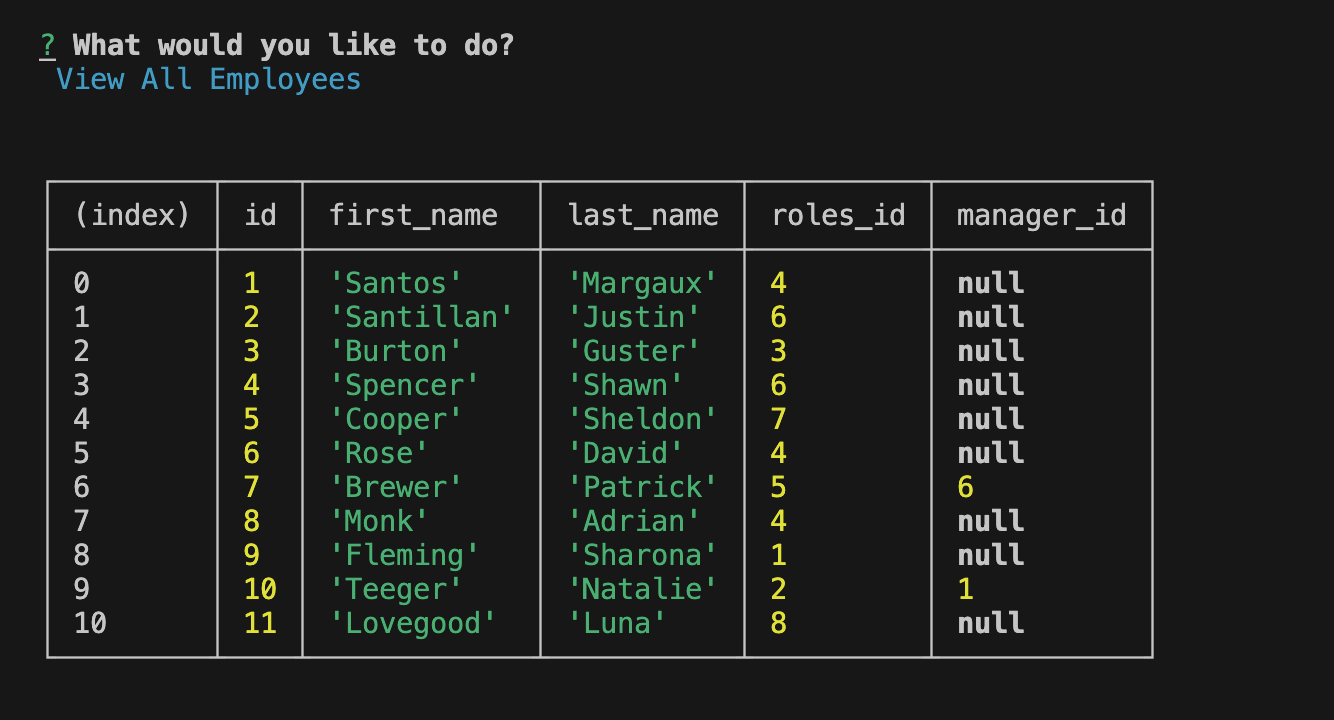 ? What would you like to do?
View All Employees
(index) id first_name last_name roles_id manager_id
0 1 'Santos' 'Margaux' 4 null
1 2 'Santillan' 'Justin' 6 null
2 3 'Burton' 'Guster' 3 null
3 4 'Spencer' 'Shawn' 6 null
4 5 'Cooper' 'Sheldon' 7 null
5 6 'Rose' 'David' 4 null
6 7 'Brewer' 'Patrick' 5 6
7 8 'Monk' 'Adrian' 4 null
8 9 'Fleming' 'Sharona' 1 null
9 10 'Teeger' 'Natalie' 2 1
10 11 'Lovegood' 'Luna' 8 null